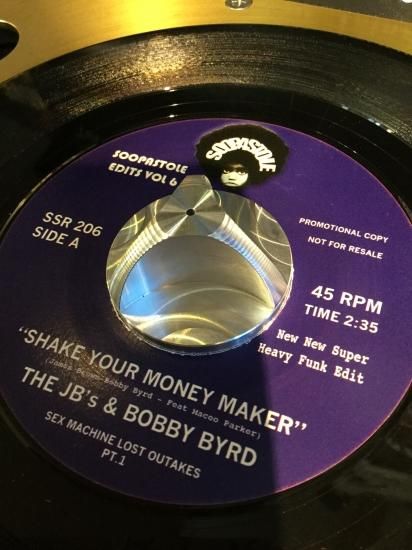 SOOPASTOLE
SOOPASTOLE
EDITS VOL 6
SSR 206
SIDE A
PROMOTIONAL COPY
NOT FOR RESALE
45 RPM
TIME 2:35
New New Super
Heavy Funk Edit
"SHAKE YOUR MONEY MAKER"
Bobby Byrd - Feat Maceo Parker)
THE JB's & BOBBY BYRD
SEX MACHINE LOST OUTAKES
PT.1